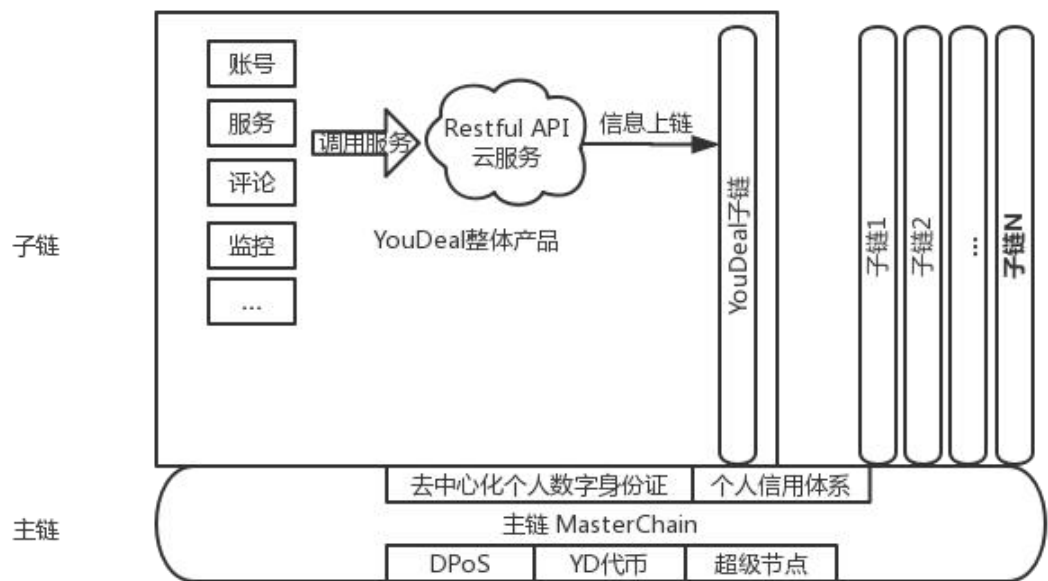 账号
服务
评论
监控
...
调用服务
Restful API
云服务
信息上链
YouDeal整体产品
YouDeal子链
子链1
子链2
...
子链N
子链
去中心化个人数字身份证
个人信用体系
主链 MasterChain
主链
DPoS
YD代币
超级节点